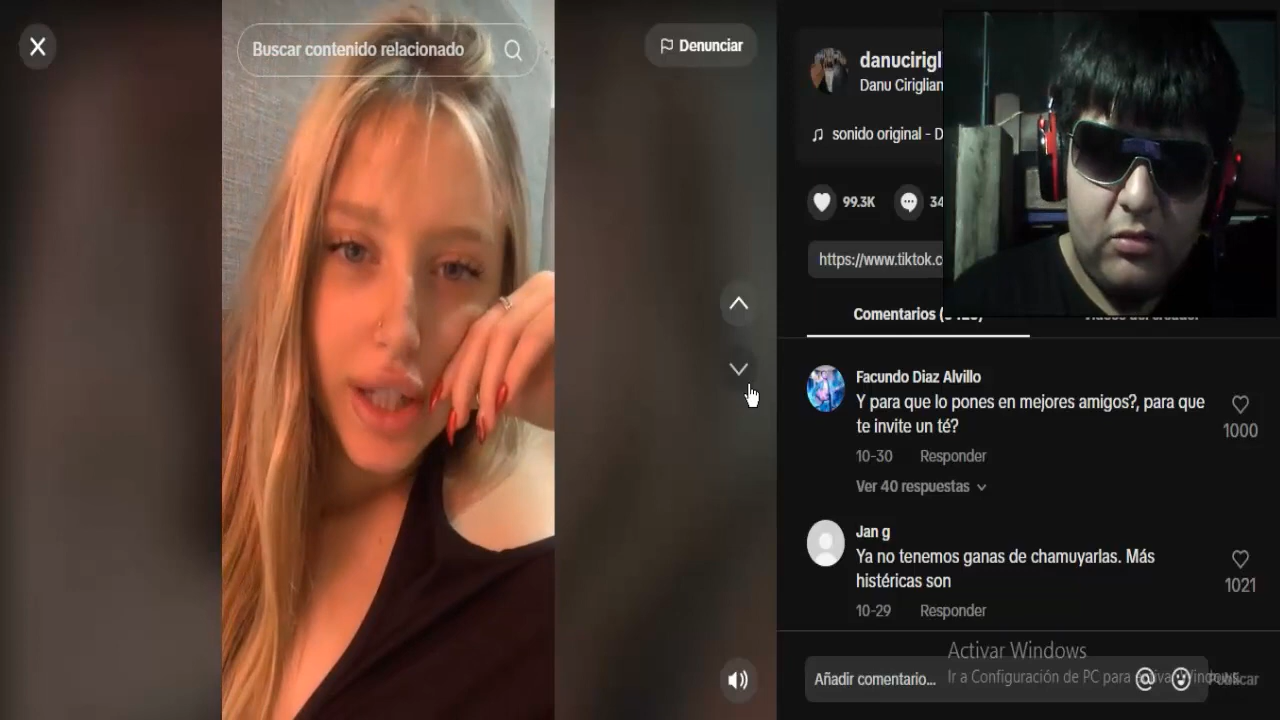 Buscar contenido relacionado
Denunciar
danucirigl
Danu Ciriglian
sonido original - D
99.3K
34
https://www.tiktok.c
Comentarios (
Facundo Diaz Alvillo
Y para que lo pones en mejores amigos?, para que
te invite un té?
1000
10-30 Responder
Ver 40 respuestas
Jan g
Ya no tenemos ganas de chamuyarlas. Más
histéricas son
1021
10-29 Responder
Activar Windows
Ir a Configuración de PC para activar Windows.
Añadir comentario...
Publicar